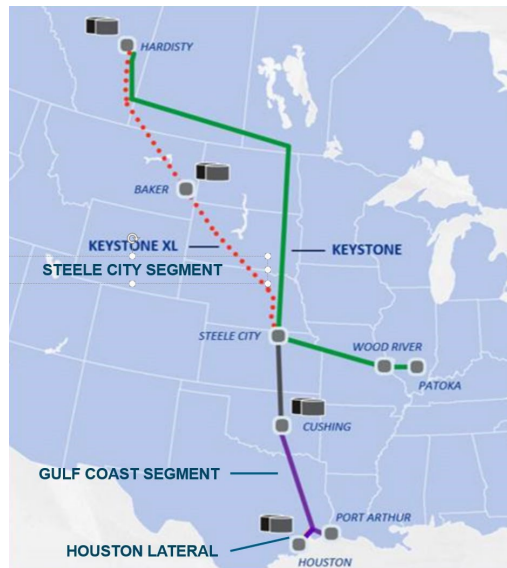 HARDISTY
BAKER
KEYSTONE XL
KEYSTONE
STEELE CITY SEGMENT
STEELE CITY
WOOD RIVER
PATOKA
CUSHING
GULF COAST SEGMENT
PORT ARTHUR
HOUSTON LATERAL
HOUSTON